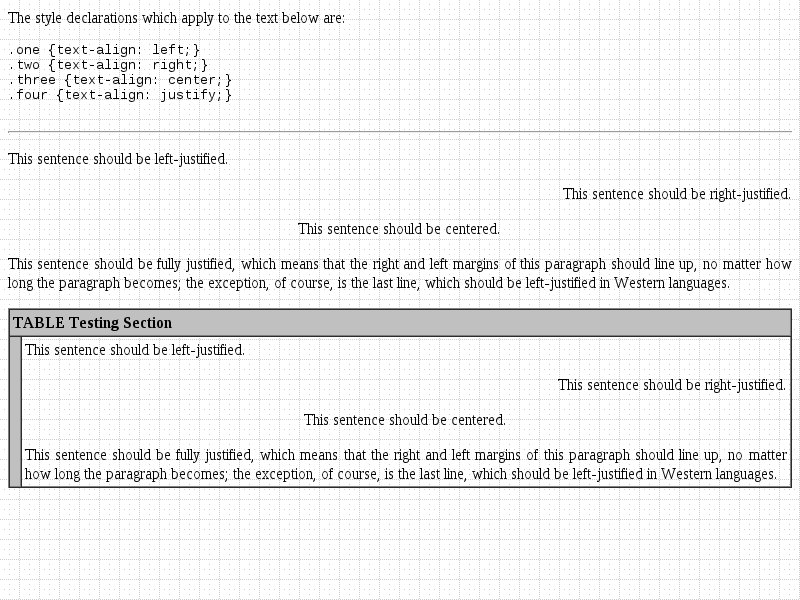 The style declarations which apply to the text below are:
.one {text-align: left;}
.two {text-align: right;}
.three {text-align: center;}
.four {text-align: justify;}
This sentence should be left-justified.
This sentence should be right-justified.
This sentence should be centered.
This sentence should be fully justified, which means that the right and left margins of this paragraph should line up, no matter how
long the paragraph becomes; the exception, of course, is the last line, which should be left-justified in Western languages.
TABLE Testing Section
This sentence should be left-justified.
This sentence should be right-justified.
This sentence should be centered.
This sentence should be fully justified, which means that the right and left margins of this paragraph should line up, no matter
how long the paragraph becomes; the exception, of course, is the last line, which should be left-justified in Western languages.